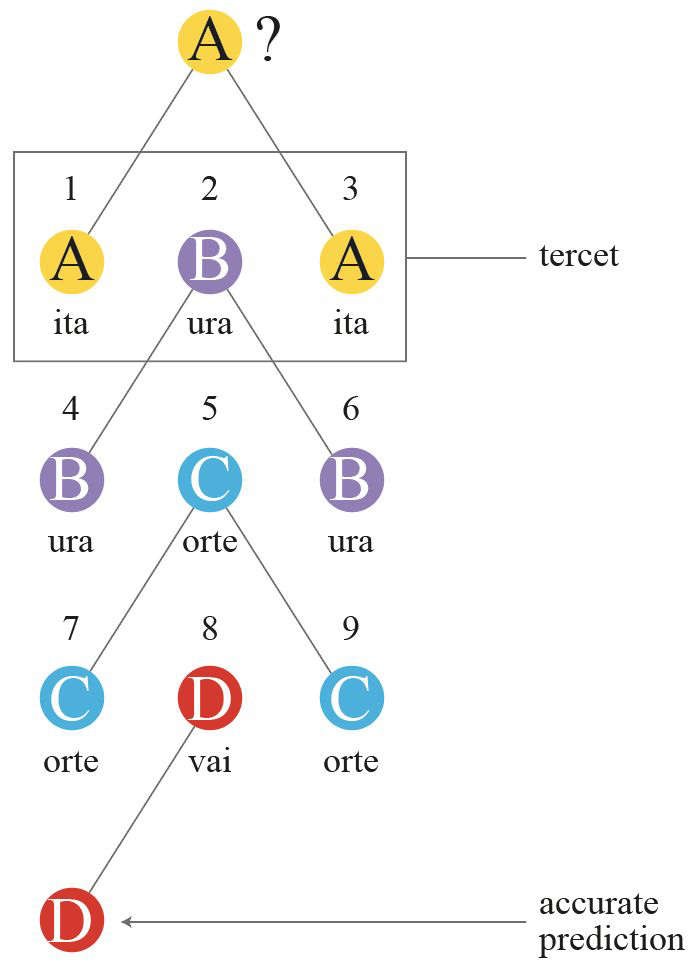 A ?
1 2 3
A B A
tercet
ita ura ita
4 5 6
B C B
ura orte ura
7 8 9
C D C
orte vai orte
D
accurate
prediction